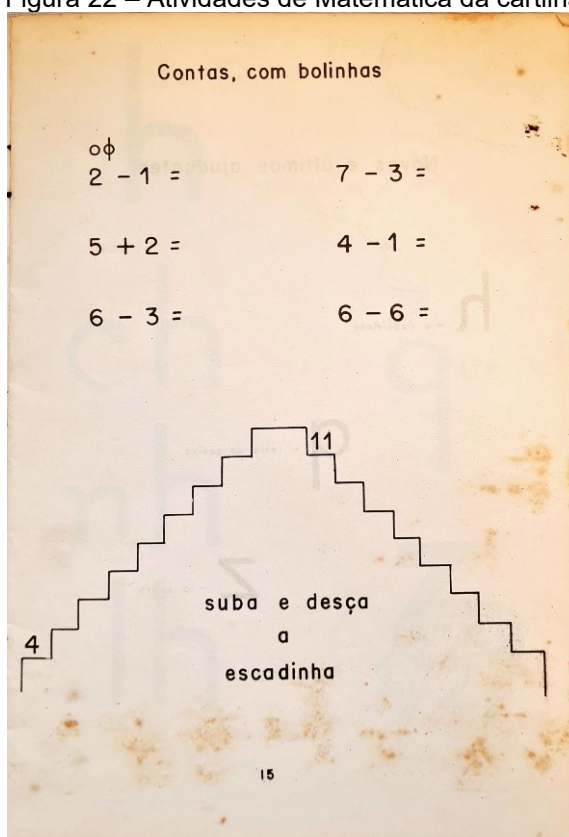 Figura 22 – Atividades de Matemática da cartilha
Contas, com bolinhas
2 - 1 = 7 - 3 =
5 + 2 = 4 - 1 =
6 - 3 = 6 - 6 =
11
4
suba e desça
a
escadinha
15